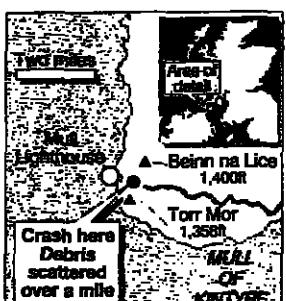 Two miles
Area of
detail
Mull
Lighthouse
Beinn na Lice
1,400ft
Torr Mor
1,358ft
Crash here
Debris
scattered
over a mile
MULL
OF
KINTYRE